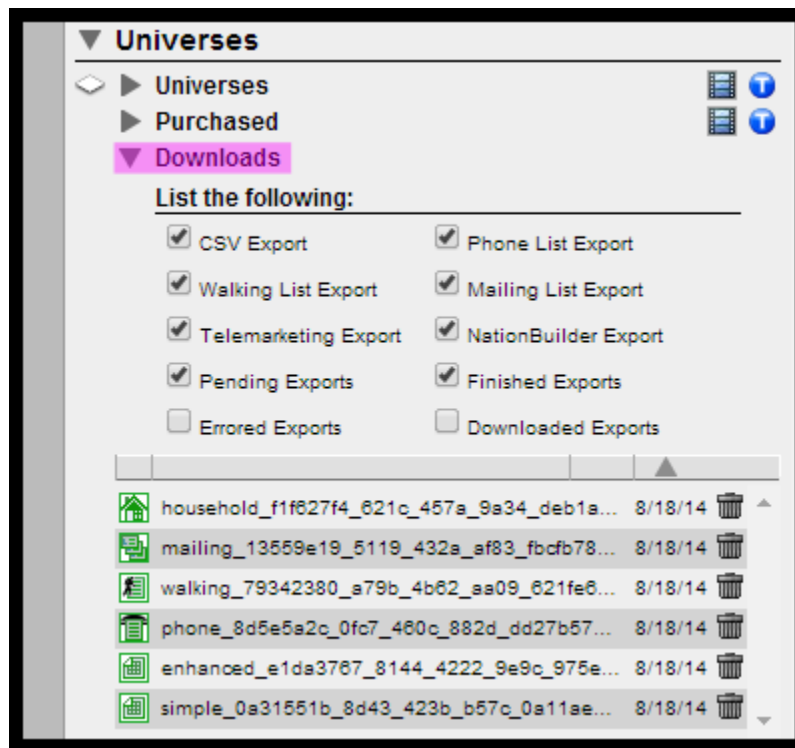 Universes
Universes
Purchased
Downloads
List the following:
CSV Export Phone List Export
Walking List Export Mailing List Export
Telemarketing Export NationBuilder Export
Pending Exports Finished Exports
Errored Exports Downloaded Exports
household_f1f627f4_621c_457a_9a34_deb1a... 8/18/14
mailing_13559e19_5119_432a_af83_fbcfb78... 8/18/14
walking_79342380_a79b_4b62_aa09_621fe6... 8/18/14
phone_8d5e5a2c_0fc7_460c_882d_dd27b57... 8/18/14
enhanced_e1da3767_8144_4222_9e9c_975e... 8/18/14
simple_0a31551b_8d43_423b_b57c_0a11ae... 8/18/14